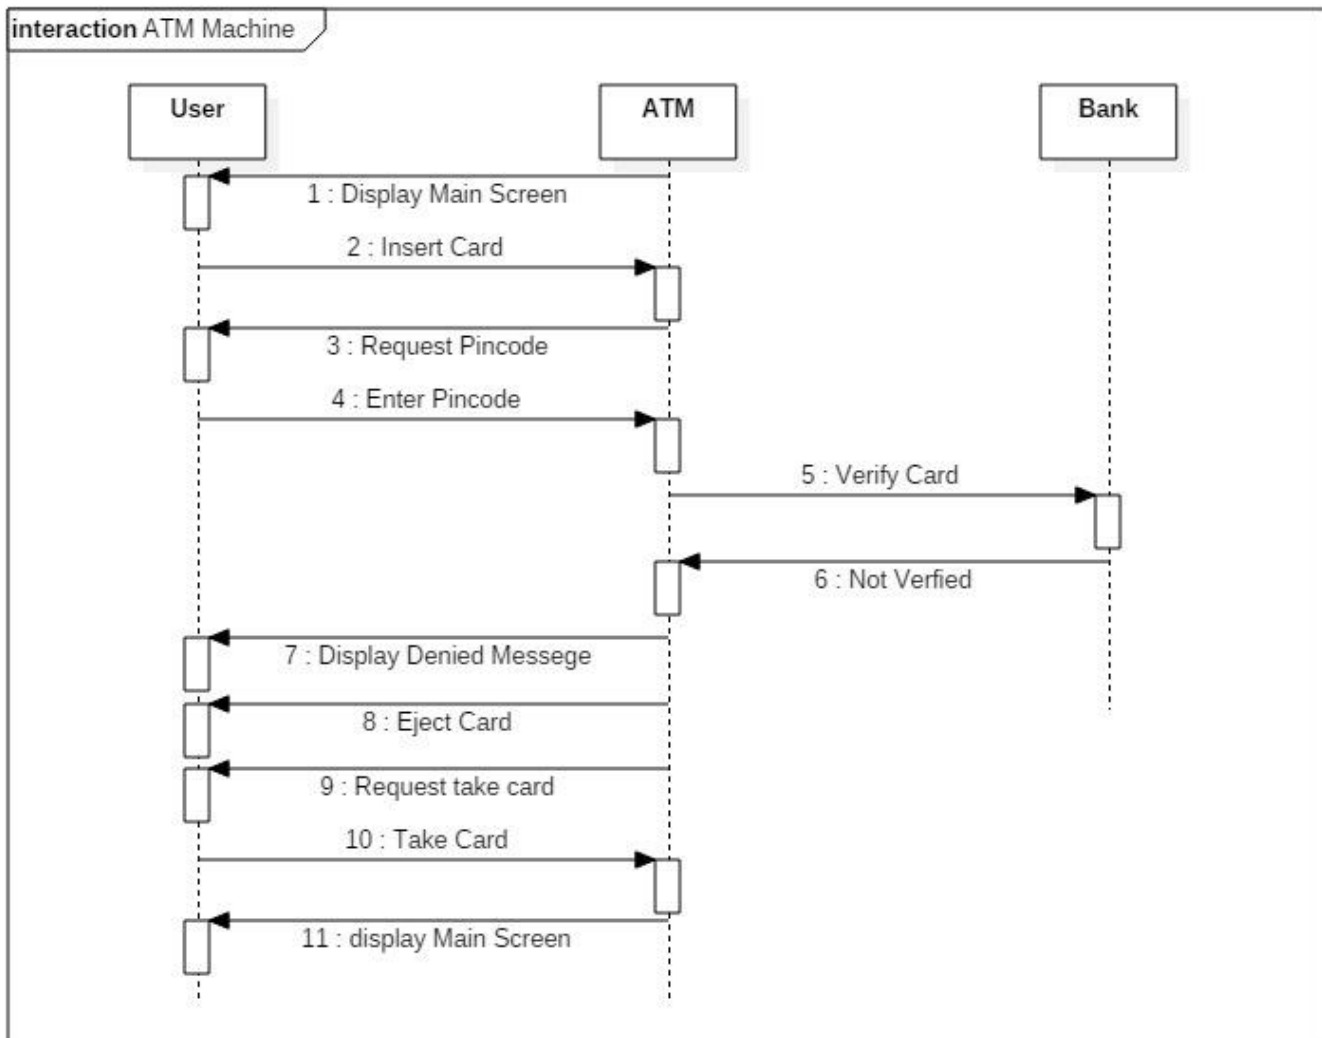 interaction ATM Machine
User
ATM
Bank
1 : Display Main Screen
2 : Insert Card
3 : Request Pincode
4 : Enter Pincode
5 : Verify Card
6 : Not Verfied
7 : Display Denied Messege
8 : Eject Card
9 : Request take card
10 : Take Card
11 : display Main Screen